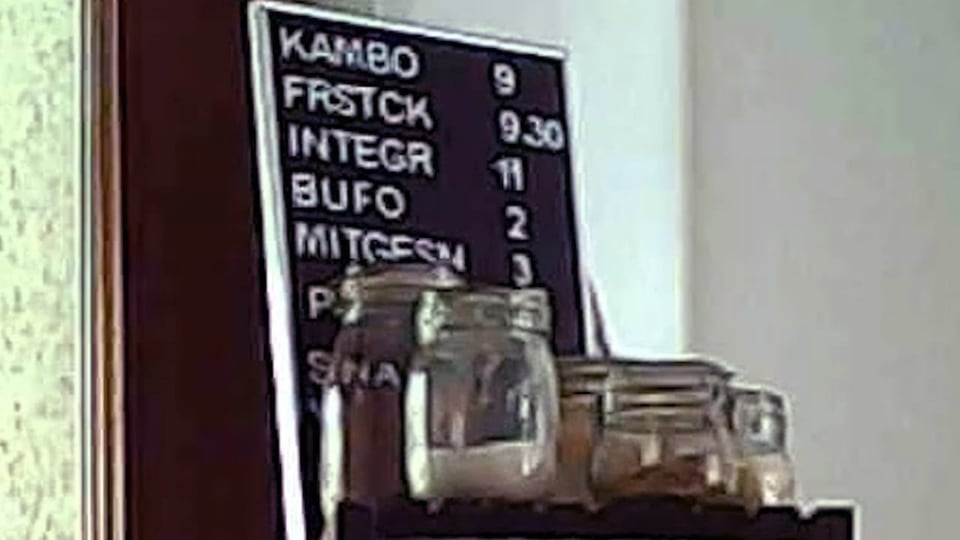 KAMBO 9
FRSTCK 9.30
INTEGR 11
BUFO 2
MITGESN 3